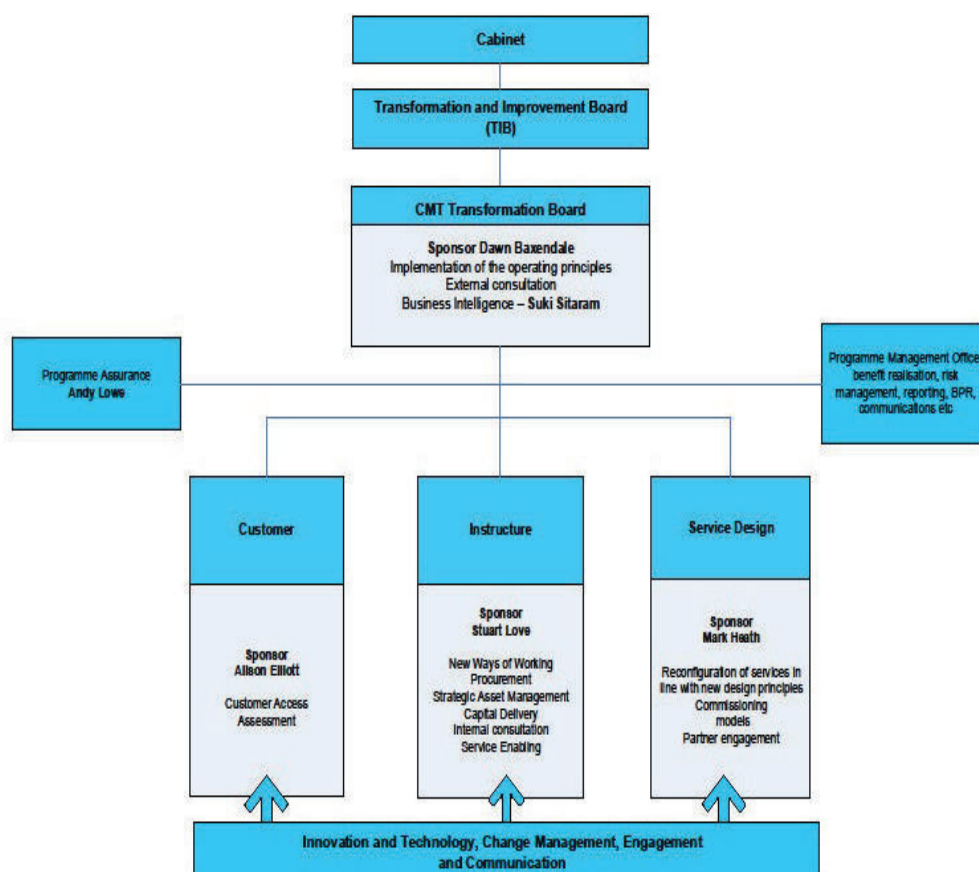 Cabinet
Transformation and Improvement Board
(TIB)
CMT Transformation Board
Sponsor Dawn Baxendale
Implementation of the operating principles
External consultation
Business Intelligence – Suki Sitaram
Programme Assurance
Andy Lowe
Programme Management Office
benefit realisation, risk
management, reporting, BPR,
communications etc
Customer
Sponsor
Alison Elliott
Customer Access
Assessment
Instructure
Sponsor
Stuart Love
New Ways of Working
Procurement
Strategic Asset Management
Capital Delivery
Internal consultation
Service Enabling
Service Design
Sponsor
Mark Heath
Reconfiguration of services in
line with new design principles
Commissioning
models
Partner engagement
Innovation and Technology, Change Management, Engagement
and Communication